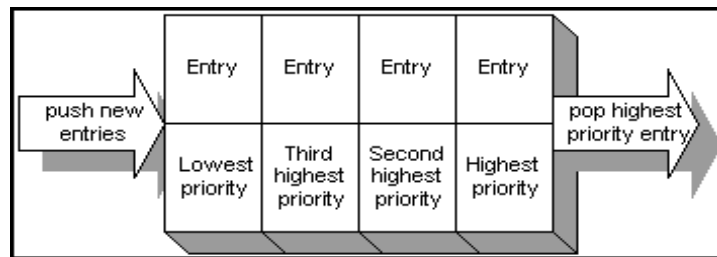 Entry
Entry
Entry
Entry
push new
entries
pop highest
priority entry
Lowest
priority
Third
highest
priority
Second
highest
priority
Highest
priority